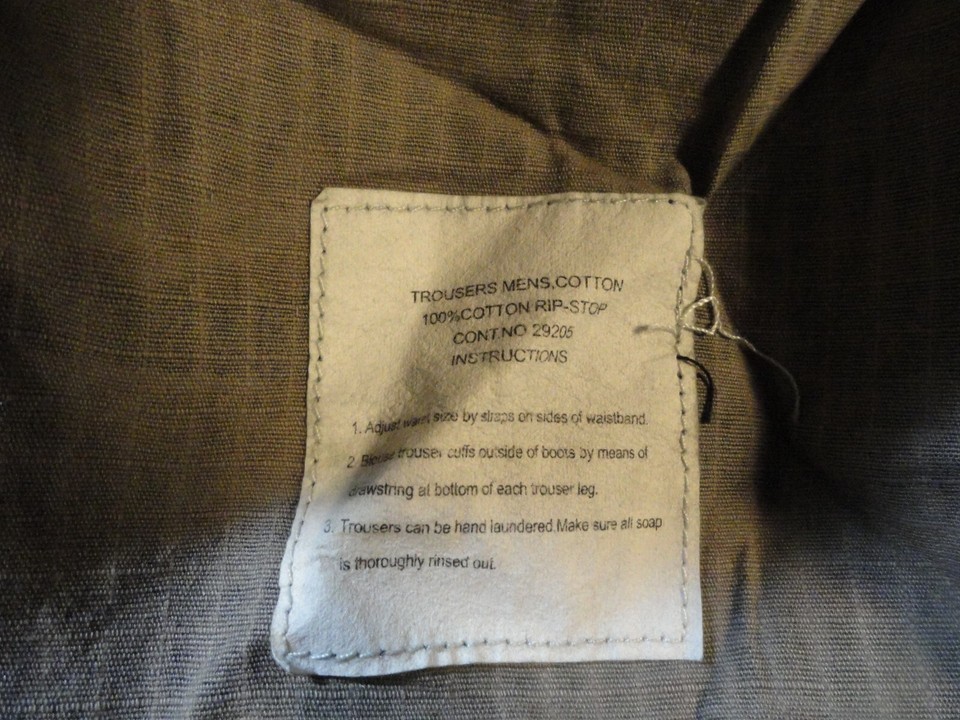 TROUSERS MENS,COTTON
100%COTTON RIP-STOP
CONT.NO 29205
INSTRUCTIONS
1. Adjust waist size by straps on sides of waistband.
2. Blouse trouser cuffs outside of boots by means of
drawstring at bottom of each trouser leg.
3. Trousers can be hand laundered.Make sure all soap
is thoroughly rinsed out.